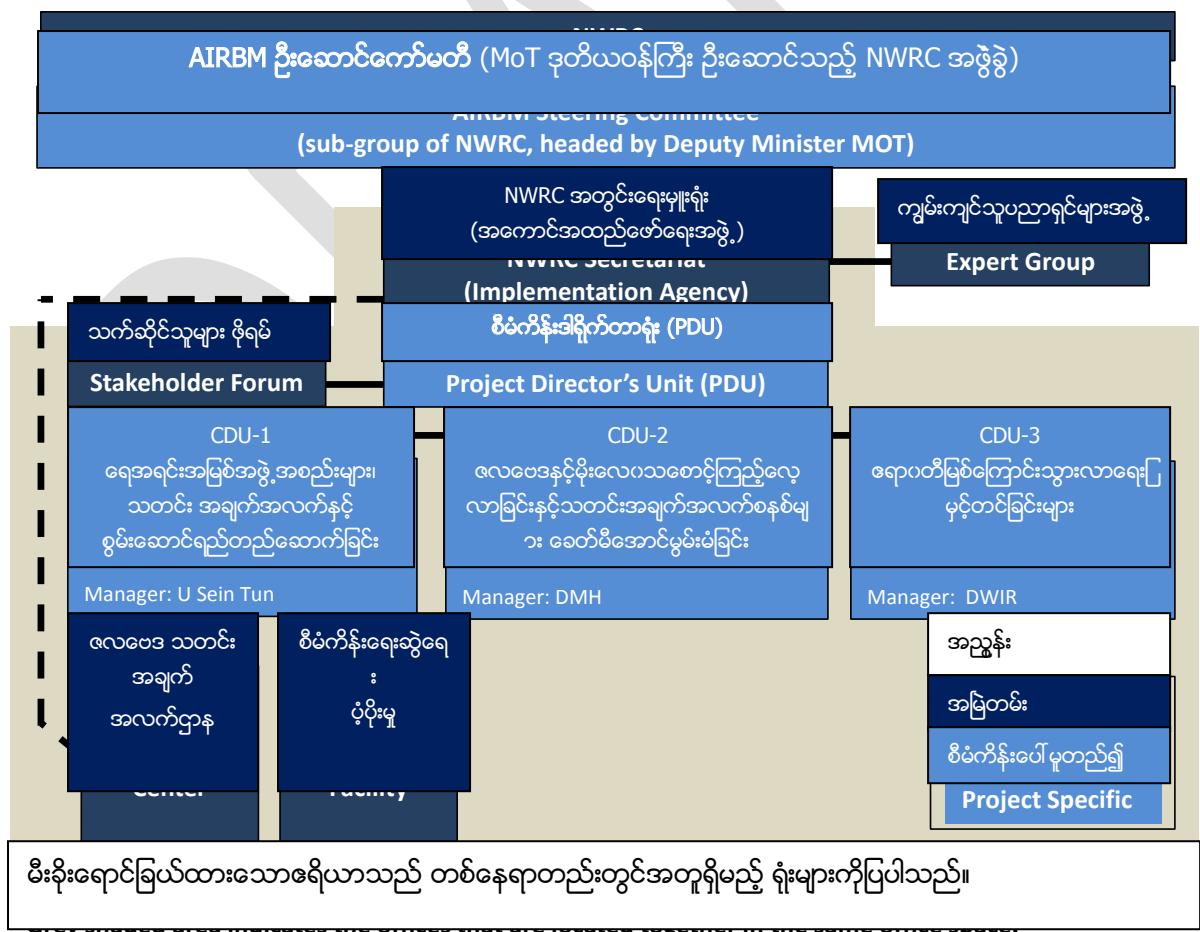 NWRC
AIRBM ဦးဆောင်ကော်မတီ (MoT ဒုတိယဝန်ကြီး ဦးဆောင်သည့် NWRC အဖွဲ့ခွဲ)
AIRBM Steering Committee
(sub-group of NWRC, headed by Deputy Minister MOT)
NWRC အတွင်းရေးမှူးရုံး
(အကောင်အထည်ဖော်ရေးအဖွဲ့)
ကျွမ်းကျင်သူပညာရှင်များအဖွဲ့
NWRC Secretariat
(Implementation Agency)
Expert Group
သက်ဆိုင်သူများ ဖိုရမ်
စီမံကိန်းဒါရိုက်တာရုံး (PDU)
Stakeholder Forum
Project Director’s Unit (PDU)
CDU-1
ရေအရင်းအမြစ်အဖွဲ့အစည်းများ၊
သတင်း အချက်အလက်နှင့်
စွမ်းဆောင်ရည်တည်ဆောက်ခြင်း
Manager: U Sein Tun
CDU-2
ဇလဗေဒနှင့်မိုးလေ၀သစောင့်ကြည့်လေ့
လာခြင်းနှင့်သတင်းအချက်အလက်စနစ်မျ
ား ခေတ်မီအောင်မွမ်းမံခြင်း
Manager: DMH
CDU-3
ဧရာ၀တီမြစ်ကြောင်းသွားလာရေးမြ
ှင့်တင်ခြင်းများ
Manager: DWIR
ဇလဗေဒ သတင်း
အချက်
အလက်ဌာန
Center
စီမံကိန်းရေးဆွဲရေ
း
ပံ့ပိုးမှု
Facility
အညွှန်း
အမြဲတမ်း
စီမံကိန်းပေါ်မူတည်၍
Project Specific
မီးခိုးရောင်ခြယ်ထားသောဧရိယာသည် တစ်နေရာတည်းတွင်အတူရှိမည့် ရုံးများကိုပြပါသည်။